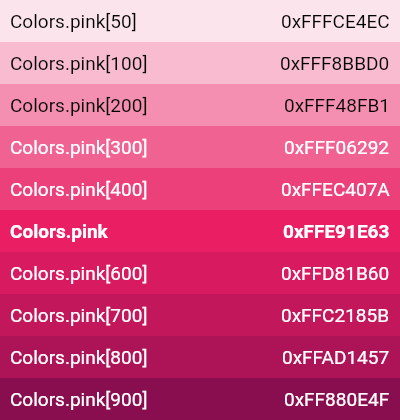 Colors.pink[50] 0xFFFCE4EC
Colors.pink[100] 0xFFF8BBD0
Colors.pink[200] 0xFFF48FB1
Colors.pink[300] 0xFFF06292
Colors.pink[400] 0xFFEC407A
Colors.pink 0xFFE91E63
Colors.pink[600] 0xFFD81B60
Colors.pink[700] 0xFFC2185B
Colors.pink[800] 0xFFAD1457
Colors.pink[900] 0xFF880E4F